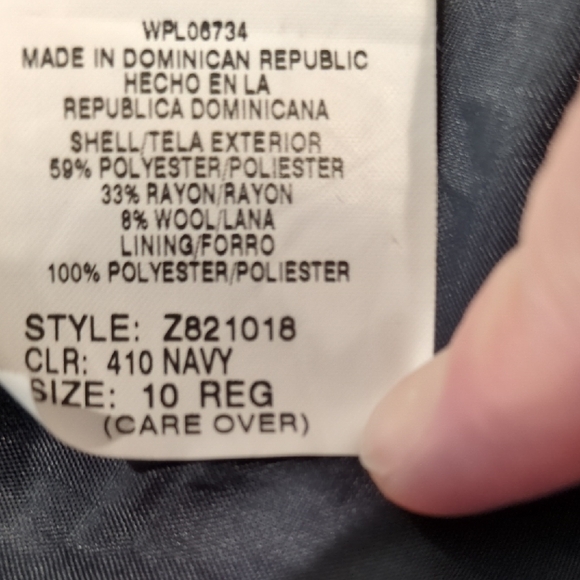 WPL06734
MADE IN DOMINICAN REPUBLIC
HECHO EN LA
REPUBLICA DOMINICANA
SHELL/TELA EXTERIOR
59% POLYESTER/POLIESTER
33% RAYON/RAYON
8% WOOL/LANA
LINING/FORRO
100% POLYESTER/POLIESTER
STYLE: Z821018
CLR: 410 NAVY
SIZE: 10 REG
(CARE OVER)